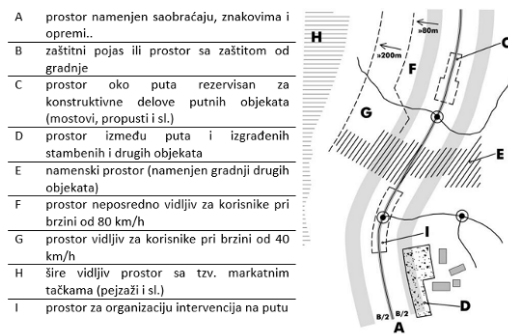 A prostor namenjen saobraćaju, znakovima i
opremi..
B zaštitni pojas ili prostor sa zaštitom od
gradnje
C prostor oko puta rezervisan za
konstruktivne delove putnih objekata
(mostovi, propusti i sl.)
D prostor između puta i izgrađenih
stambenih i drugih objekata
E namenski prostor (namenjen gradnji drugih
objekata)
F prostor neposredno vidljiv za korisnike pri
brzini od 80 km/h
G prostor vidljiv za korisnike pri brzini od 40
km/h
H šire vidljiv prostor sa tzv. markatnim
tačkama (pejzaži i sl.)
I prostor za organizaciju intervencija na putu
H
>200m
>80m
F
C
G
E
I
D
B/2
B/2
A